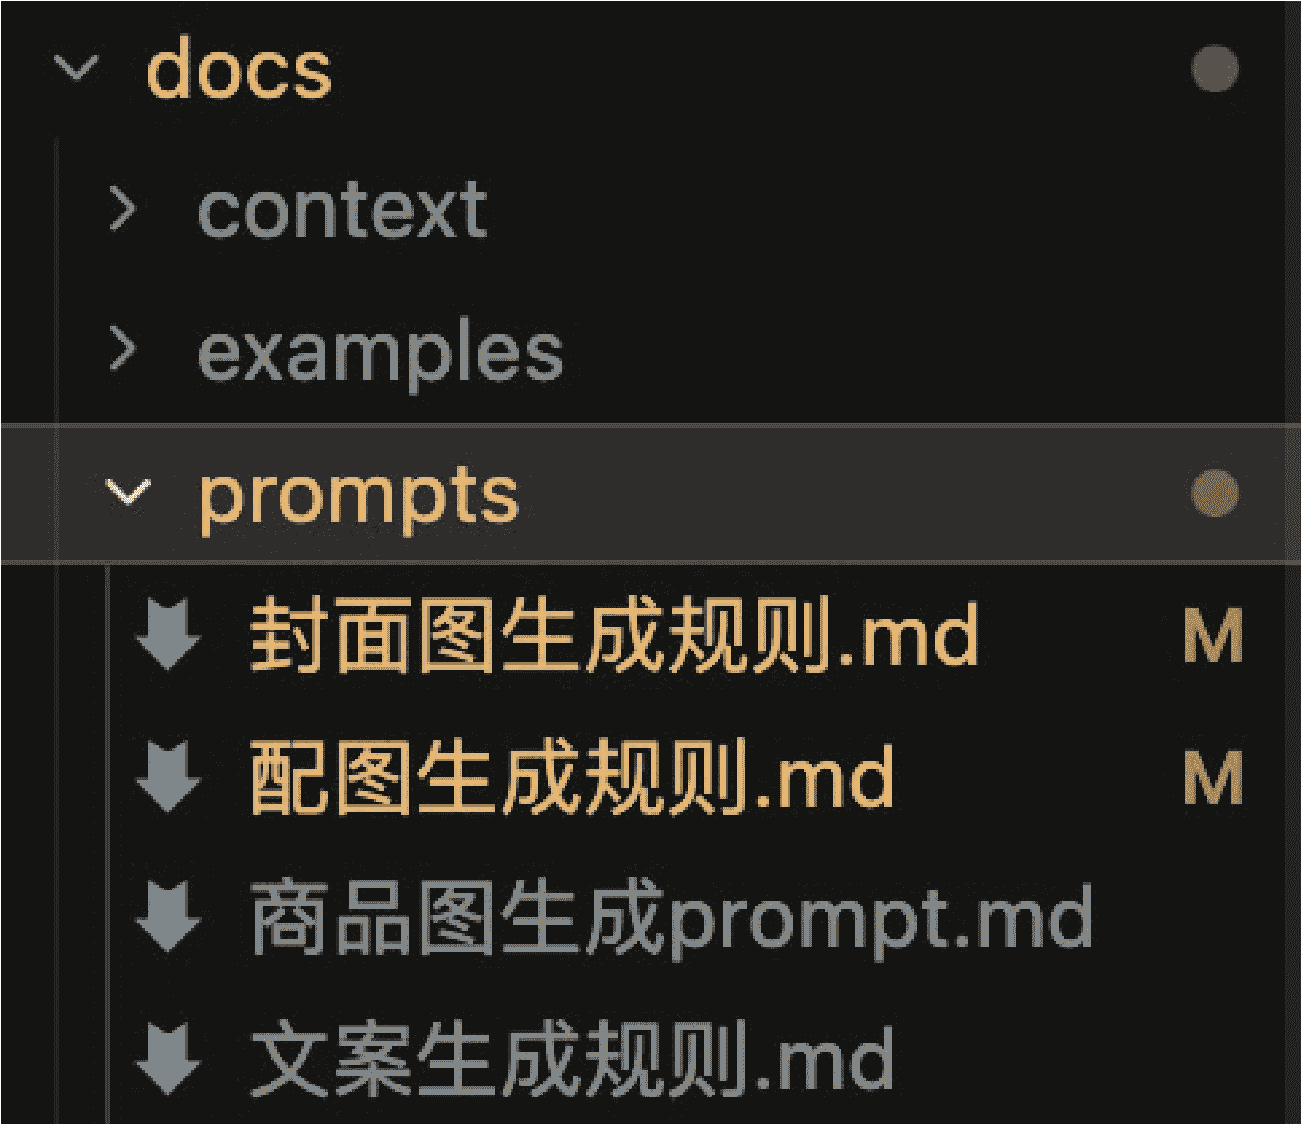 docs
context
examples
prompts
封面图生成规则.md M
配图生成规则.md M
商品图生成prompt.md
文案生成规则.md